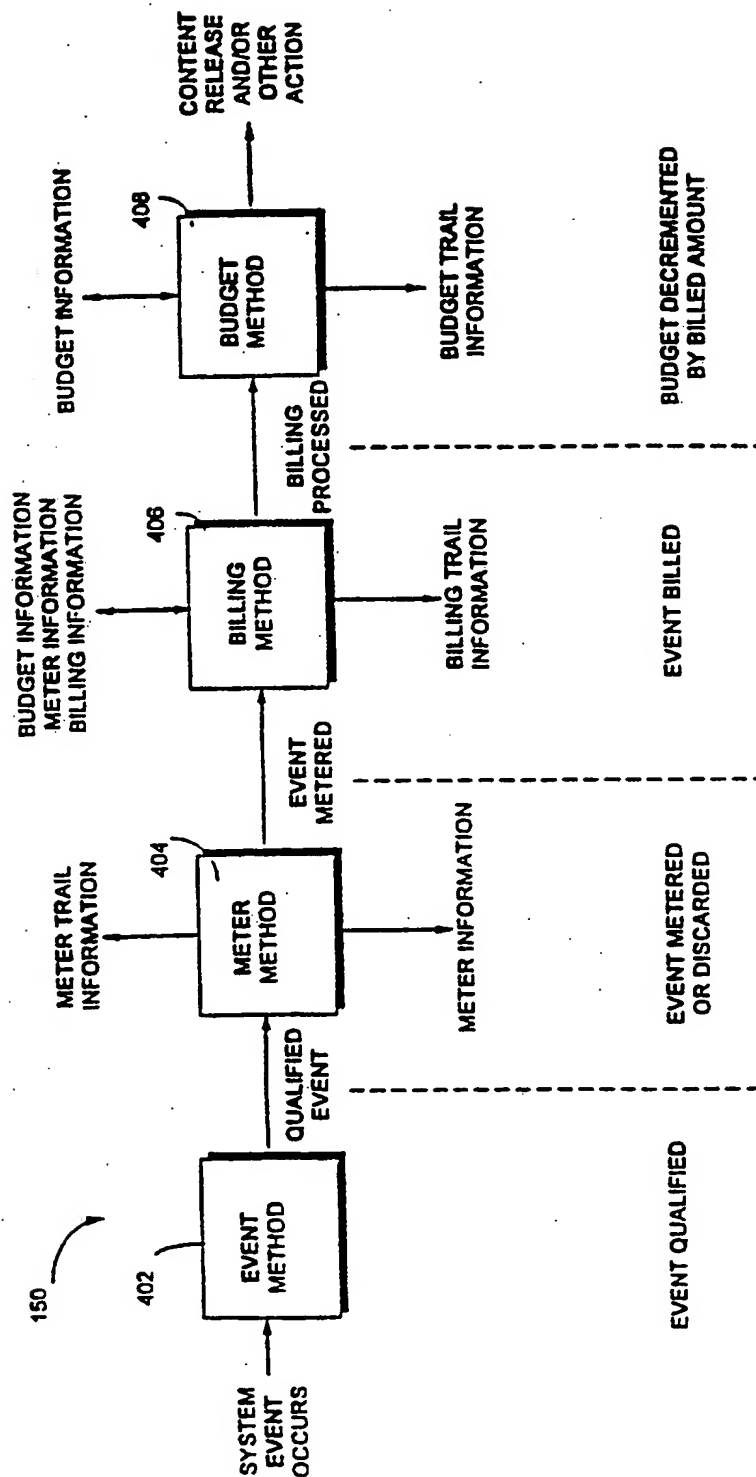 150
SYSTEM
EVENT
OCCURS
402
EVENT
METHOD
QUALIFIED
EVENT
EVENT QUALIFIED
METER TRAIL
INFORMATION
404
METER
METHOD
EVENT
METERED
METER INFORMATION
EVENT METERED
OR DISCARDED
BUDGET INFORMATION
METER INFORMATION
BILLING INFORMATION
406
BILLING
METHOD
BILLING
PROCESSED
BILLING TRAIL
INFORMATION
EVENT BILLED
BUDGET INFORMATION
408
BUDGET
METHOD
CONTENT
RELEASE
AND/OR
OTHER
ACTION
BUDGET TRAIL
INFORMATION
BUDGET DECREMENTED
BY BILLED AMOUNT